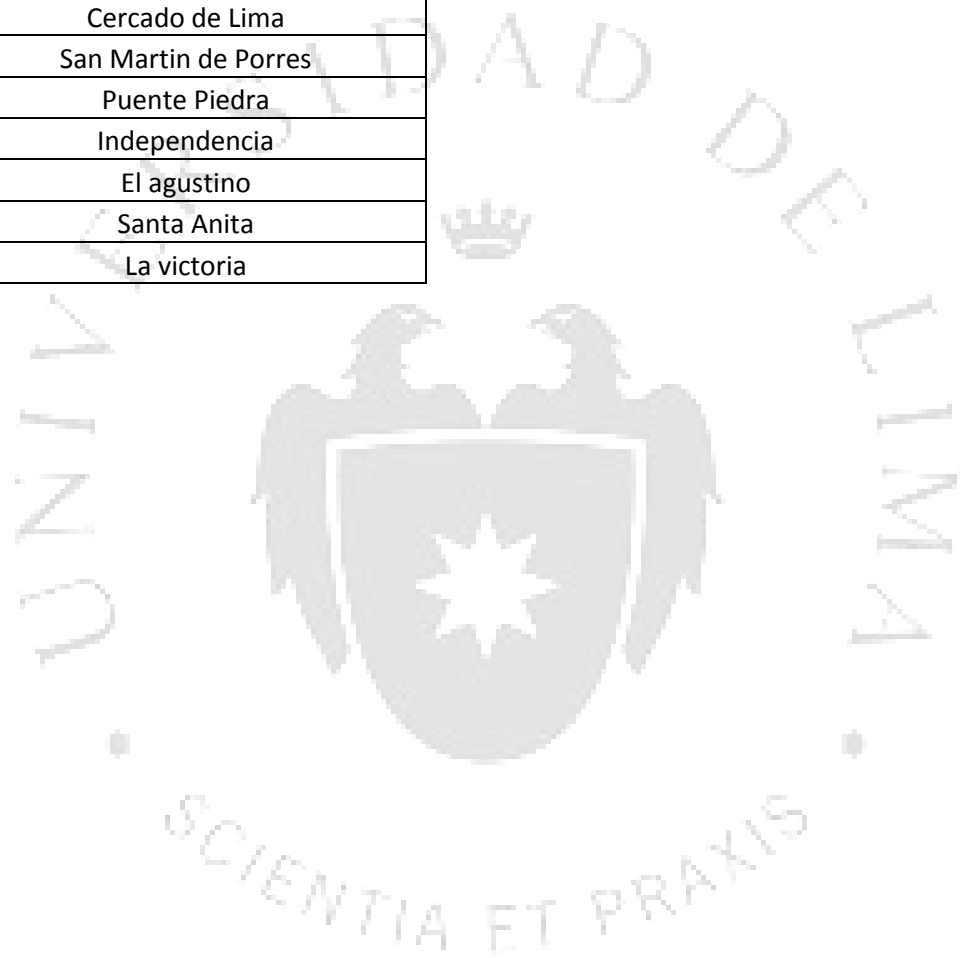 Cercado de Lima
San Martin de Porres
Puente Piedra
Independencia
El agustino
Santa Anita
La victoria
UNIVERSIDAD DE LIMA
SCIENTIA ET PRAXIS